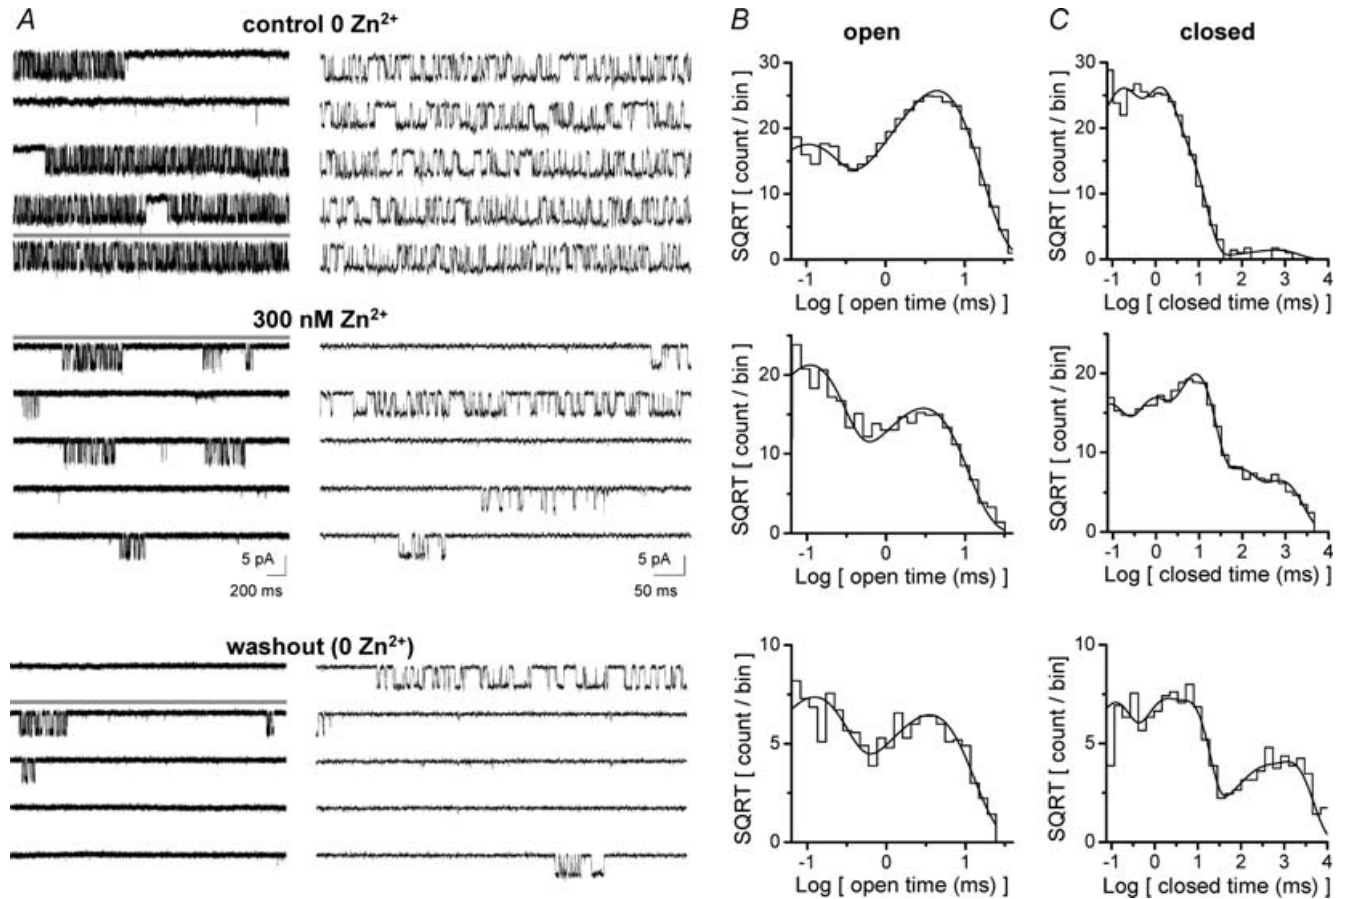 A
control 0 Zn2+
300 nM Zn2+
5 pA
200 ms
5 pA
50 ms
washout (0 Zn2+)
B
open
C
closed
SQRT [ count / bin ]
30
20
10
0
-1 0 1
Log [ open time (ms) ]
SQRT [ count / bin ]
30
20
10
0
-1 0 1 2 3 4
Log [ closed time (ms) ]
SQRT [ count / bin ]
20
10
0
-1 0 1
Log [ open time (ms) ]
SQRT [ count / bin]
20
10
0
-1 0 1 2 3 4
Log [ closed time (ms) ]
SQRT [ count / bin]
10
5
0
-1 0 1
Log [ open time (ms) ]
SQRT [ count / bin]
10
5
0
-1 0 1 2 3 4
Log [ closed time (ms) ]